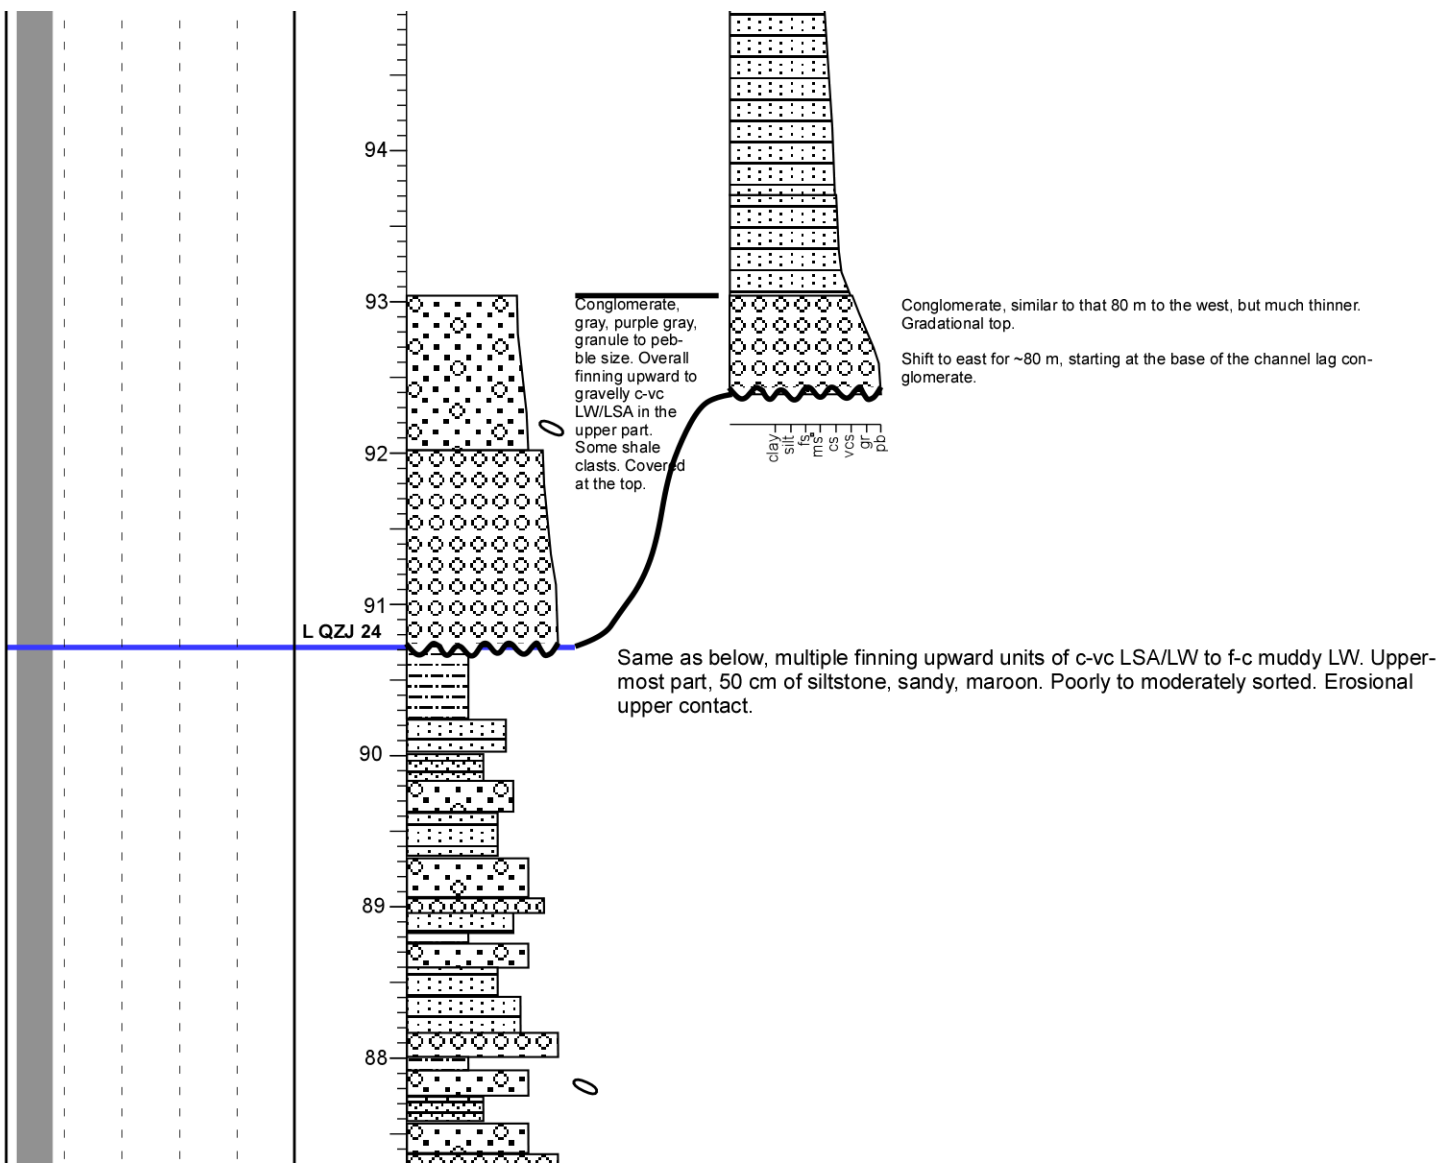 94
93
Conglomerate,
gray, purple gray,
granule to peb-
ble size. Overall
finning upward to
gravelly c-vc
LW/LSA in the
upper part.
Some shale
clasts. Covered
at the top.
Conglomerate, similar to that 80 m to the west, but much thinner.
Gradational top.
Shift to east for ~80 m, starting at the base of the channel lag con-
glomerate.
clay
silt
fs
ms
cs
vcs
gr
pb
92
91
L QZJ 24
Same as below, multiple finning upward units of c-vc LSA/LW to f-c muddy LW. Upper-
most part, 50 cm of siltstone, sandy, maroon. Poorly to moderately sorted. Erosional
upper contact.
90
89
88